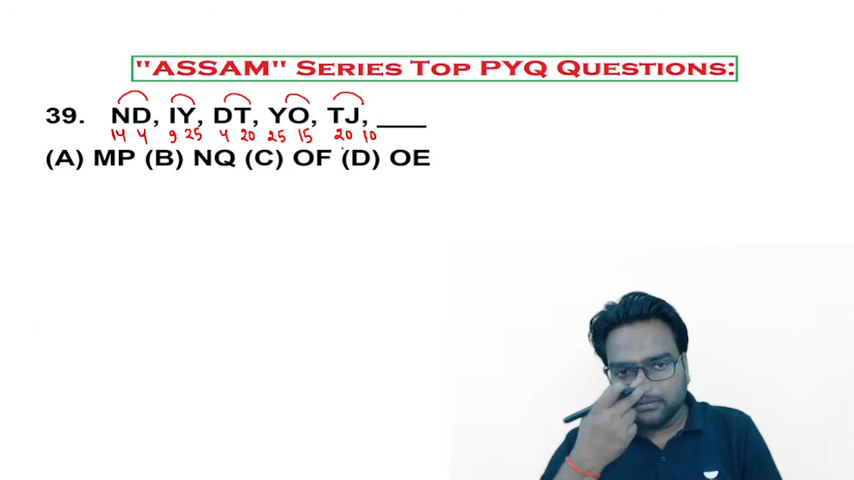 "ASSAM" SERIES TOP PYQ QUESTIONS:
39. ND, IY, DT, YO, TJ, ____
14 4 9 25 4 20 25 15 20 10
(A) MP (B) NQ (C) OF (D) OE